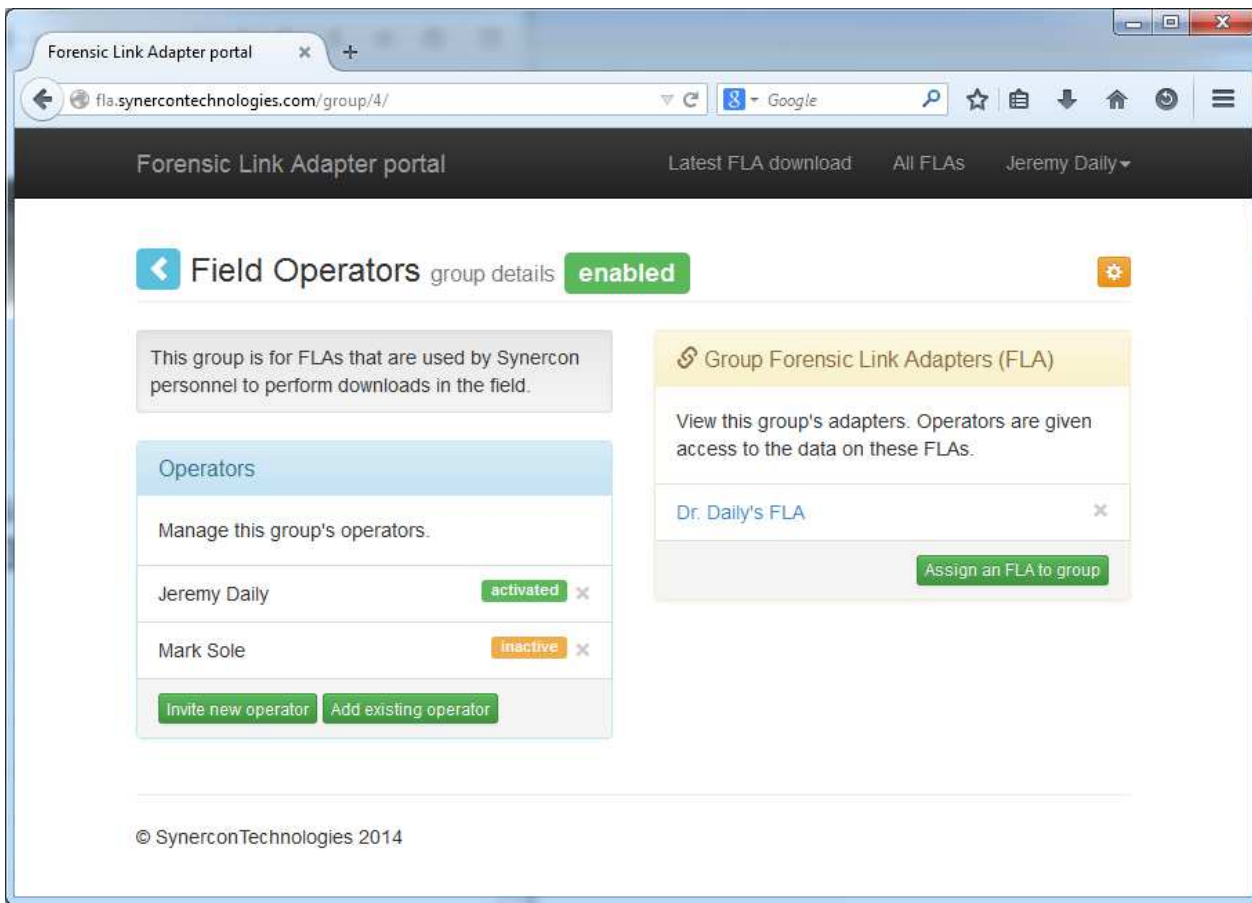 Forensic Link Adapter portal
fla.synercontechnologies.com/group/4/
Google
Forensic Link Adapter portal
Latest FLA download
All FLAs
Jeremy Daily
Field Operators group details enabled
This group is for FLAs that are used by Synercon
personnel to perform downloads in the field.
Operators
Manage this group's operators.
Jeremy Daily activated
Mark Sole inactive
Invite new operator Add existing operator
Group Forensic Link Adapters (FLA)
View this group's adapters. Operators are given
access to the data on these FLAs.
Dr. Daily's FLA
Assign an FLA to group
© SynerconTechnologies 2014